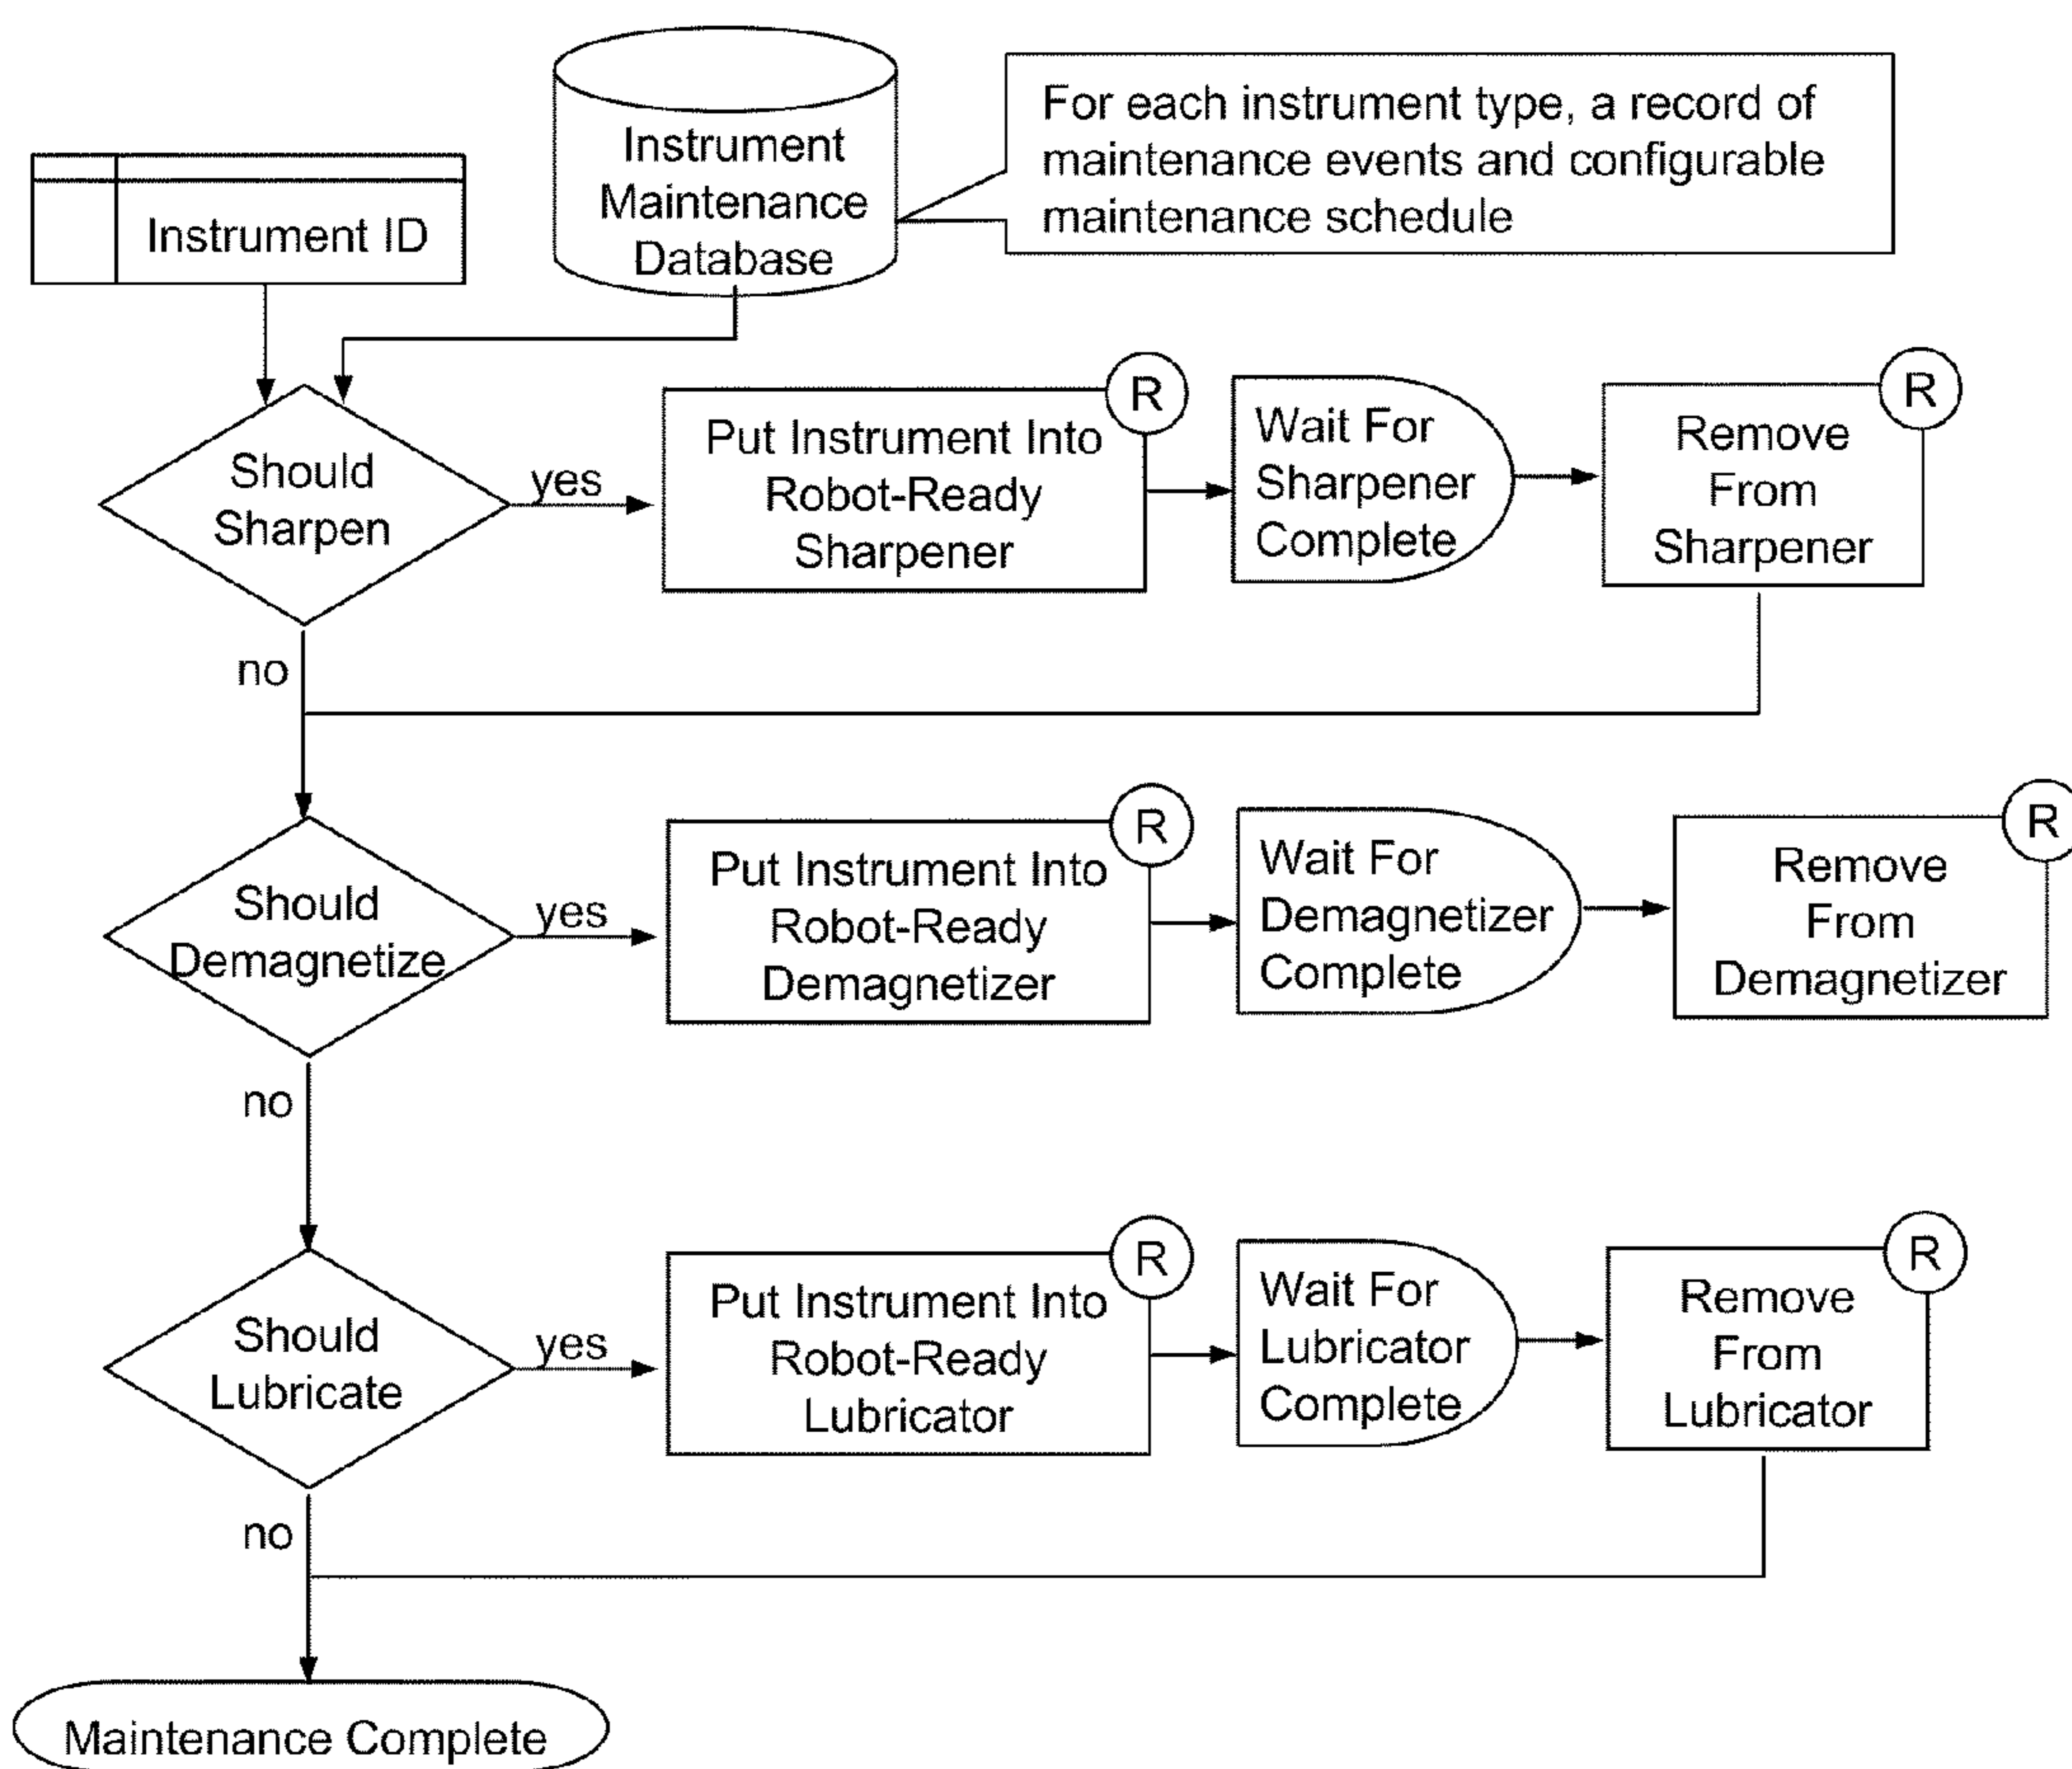 Instrument
Maintenance
Database
For each instrument type, a record of
maintenance events and configurable
maintenance schedule
Instrument ID
Should
Sharpen
yes
Put Instrument Into
Robot-Ready
Sharpener
R
Wait For
Sharpener
Complete
Remove
From
Sharpener
R
no
Should
Demagnetize
yes
Put Instrument Into
Robot-Ready
Demagnetizer
R
Wait For
Demagnetizer
Complete
Remove
From
Demagnetizer
R
no
Should
Lubricate
yes
Put Instrument Into
Robot-Ready
Lubricator
R
Wait For
Lubricator
Complete
Remove
From
Lubricator
R
no
Maintenance Complete